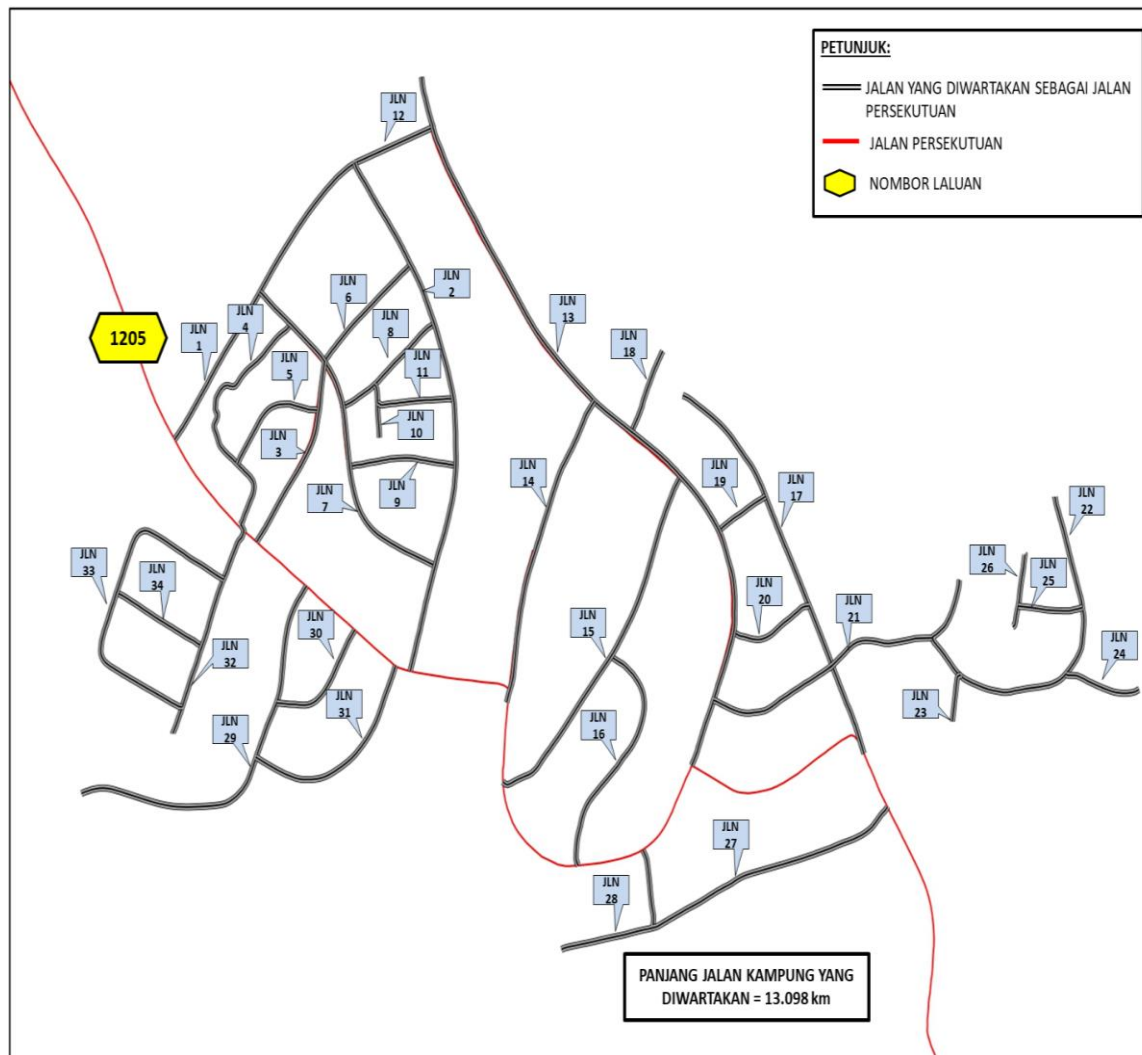 PETUNJUK:
JALAN YANG DIWARTAKAN SEBAGAI JALAN
PERSEKUTUAN
JALAN PERSEKUTUAN
NOMBOR LALUAN
JLN
12
JLN
2
JLN
6
JLN
4
JLN
8
JLN
13
1205
JLN
1
JLN
18
JLN
5
JLN
11
JLN
10
JLN
3
JLN
9
JLN
7
JLN
14
JLN
19
JLN
17
JLN
22
JLN
26
JLN
25
JLN
33
JLN
34
JLN
20
JLN
21
JLN
30
JLN
15
JLN
32
JLN
24
JLN
31
JLN
16
JLN
23
JLN
29
JLN
27
JLN
28
PANJANG JALAN KAMPUNG YANG
DIWARTAKAN = 13.098 km